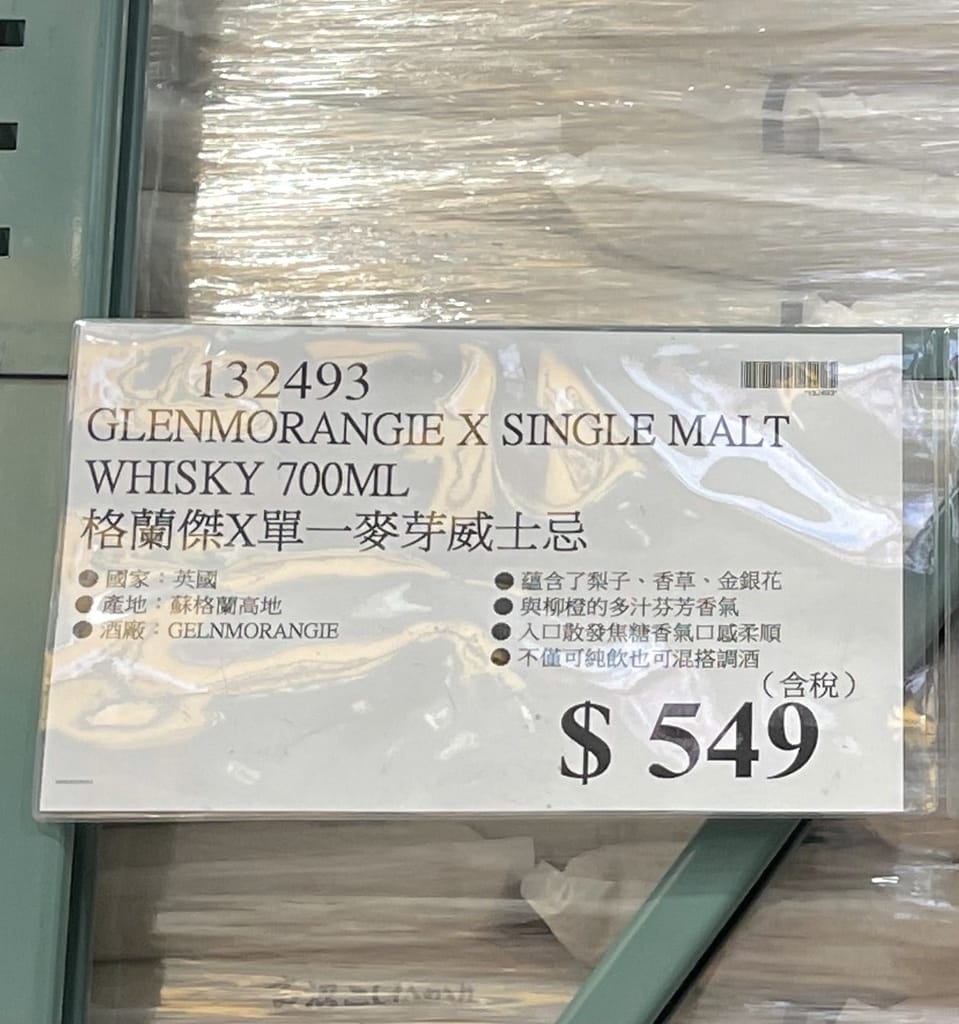 132493
GLENMORANGIE X SINGLE MALT
WHISKY 700ML
格蘭傑X單一麥芽威士忌
● 國家：英國
● 產地：蘇格蘭高地
● 酒廠：GELNMORANGIE
● 蘊含了梨子、香草、金銀花
● 與柳橙的多汁芬芳香氣
● 入口散發焦糖香氣口感柔順
● 不僅可純飲也可混搭調酒
（含稅）
$ 549